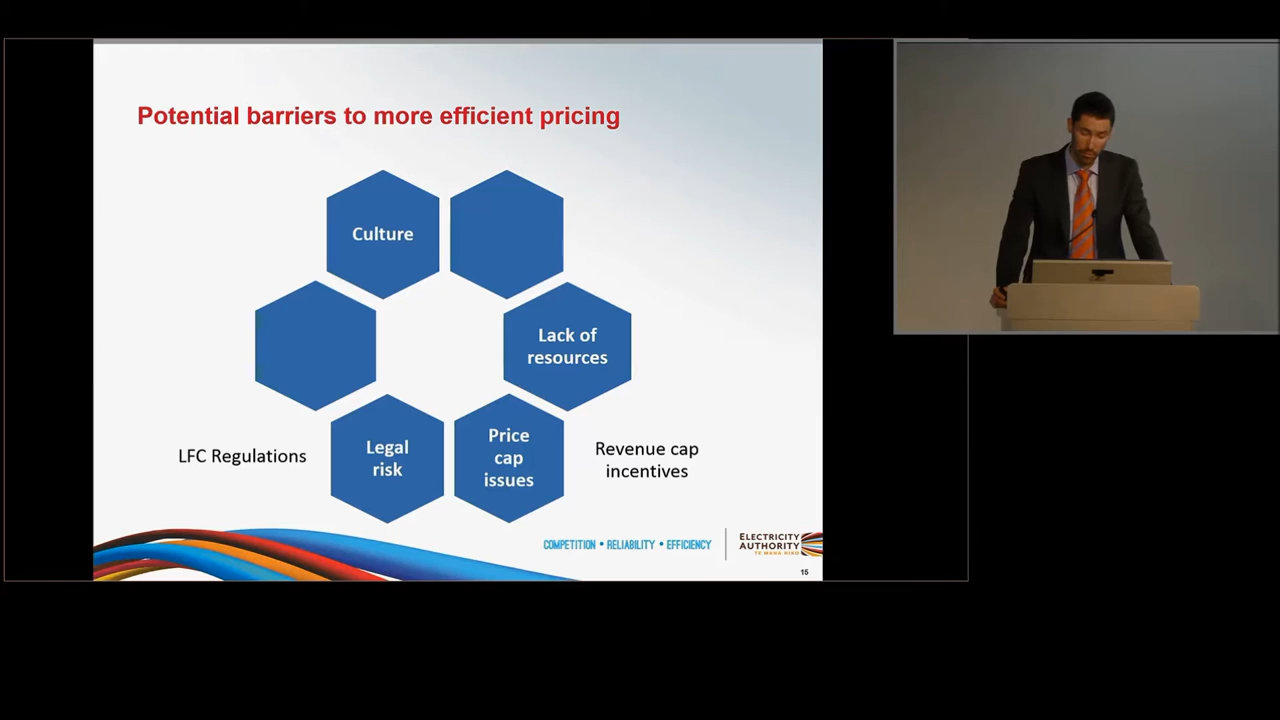 Potential barriers to more efficient pricing
Culture
Lack of
resources
LFC Regulations
Legal
risk
Price
cap
issues
Revenue cap
incentives
COMPETITION • RELIABILITY • EFFICIENCY
ELECTRICITY
AUTHORITY
TE MANA HIKO
15